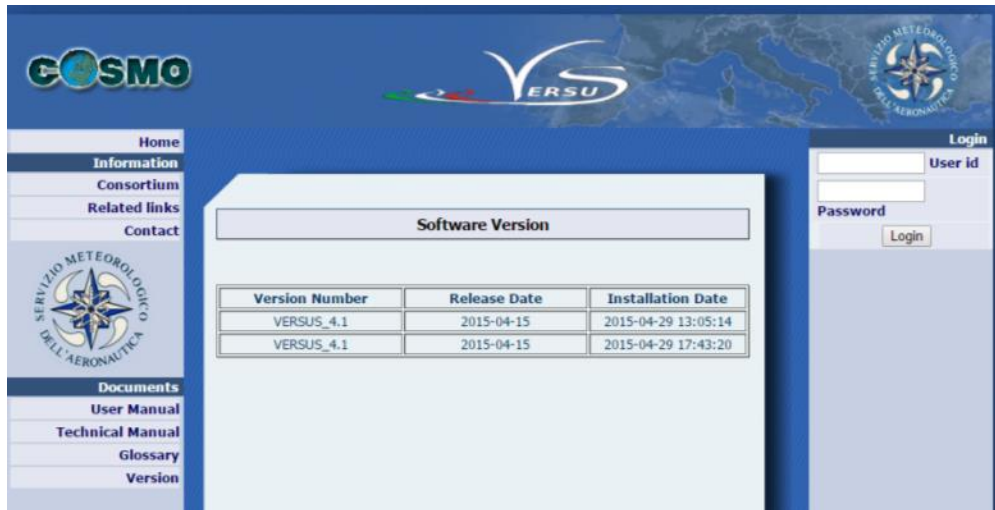 COSMO
VERSUS
SERVIZIO METEOROLOGICO DELL'AERONAUTICA
Home
Information
Consortium
Related links
Contact
SERVIZIO METEOROLOGICO DELL'AERONAUTICA
Documents
User Manual
Technical Manual
Glossary
Version
Software Version
Version Number Release Date Installation Date
VERSUS_4.1 2015-04-15 2015-04-29 13:05:14
VERSUS_4.1 2015-04-15 2015-04-29 17:43:20
Login
User id
Password
Login